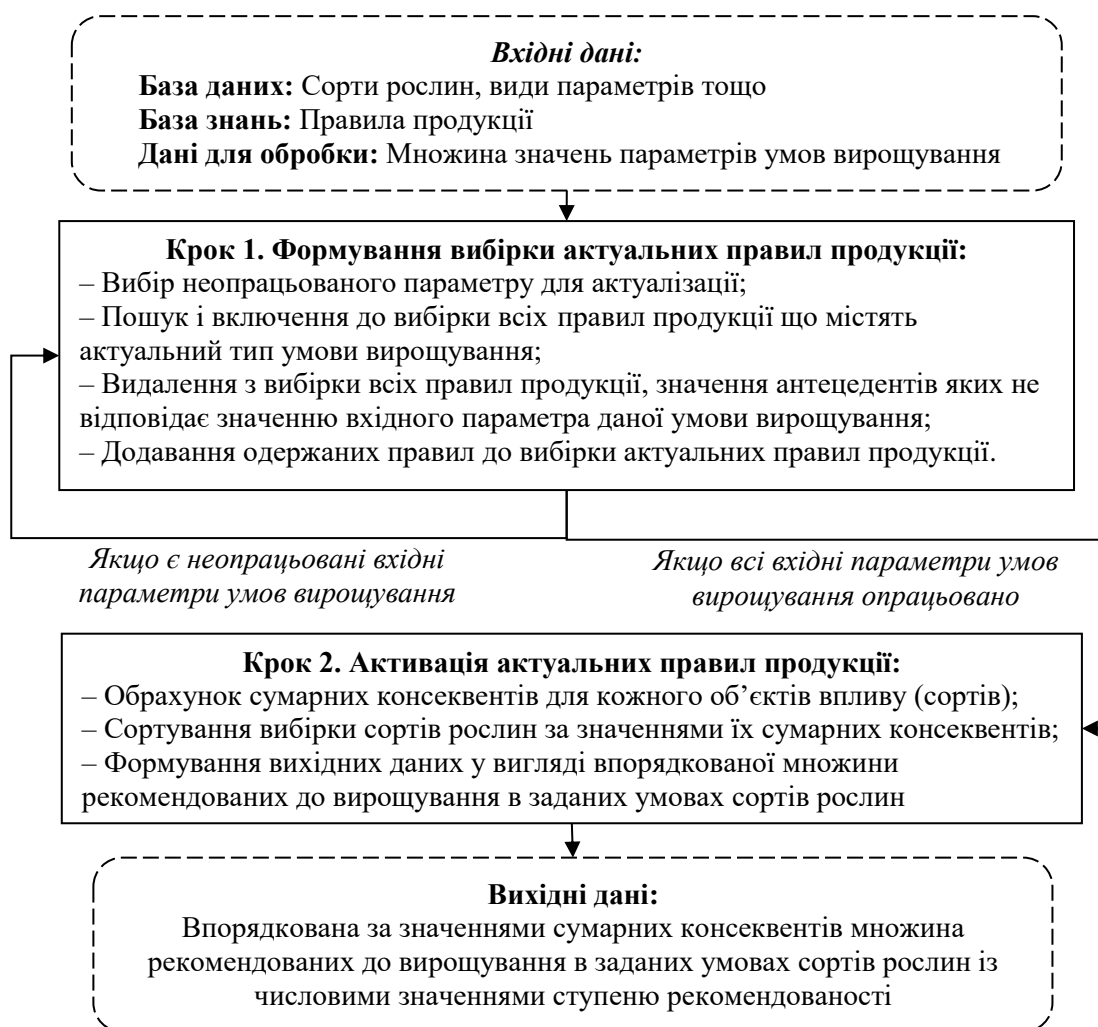 Вхідні дані:
База даних: Сорти рослин, види параметрів тощо
База знань: Правила продукції
Дані для обробки: Множина значень параметрів умов вирощування
Крок 1. Формування вибірки актуальних правил продукції:
– Вибір неопрацьованого параметру для актуалізації;
– Пошук і включення до вибірки всіх правил продукції що містять
актуальний тип умови вирощування;
– Видалення з вибірки всіх правил продукції, значення антецедентів яких не
відповідає значенню вхідного параметра даної умови вирощування;
– Додавання одержаних правил до вибірки актуальних правил продукції.
Якщо є неопрацьовані вхідні
параметри умов вирощування
Якщо всі вхідні параметри умов
вирощування опрацьовано
Крок 2. Активація актуальних правил продукції:
– Обрахунок сумарних консеквентів для кожного об’єктів впливу (сортів);
– Сортування вибірки сортів рослин за значеннями їх сумарних консеквентів;
– Формування вихідних даних у вигляді впорядкованої множини
рекомендованих до вирощування в заданих умовах сортів рослин
Вихідні дані:
Впорядкована за значеннями сумарних консеквентів множина
рекомендованих до вирощування в заданих умовах сортів рослин із
числовими значеннями ступеню рекомендованості